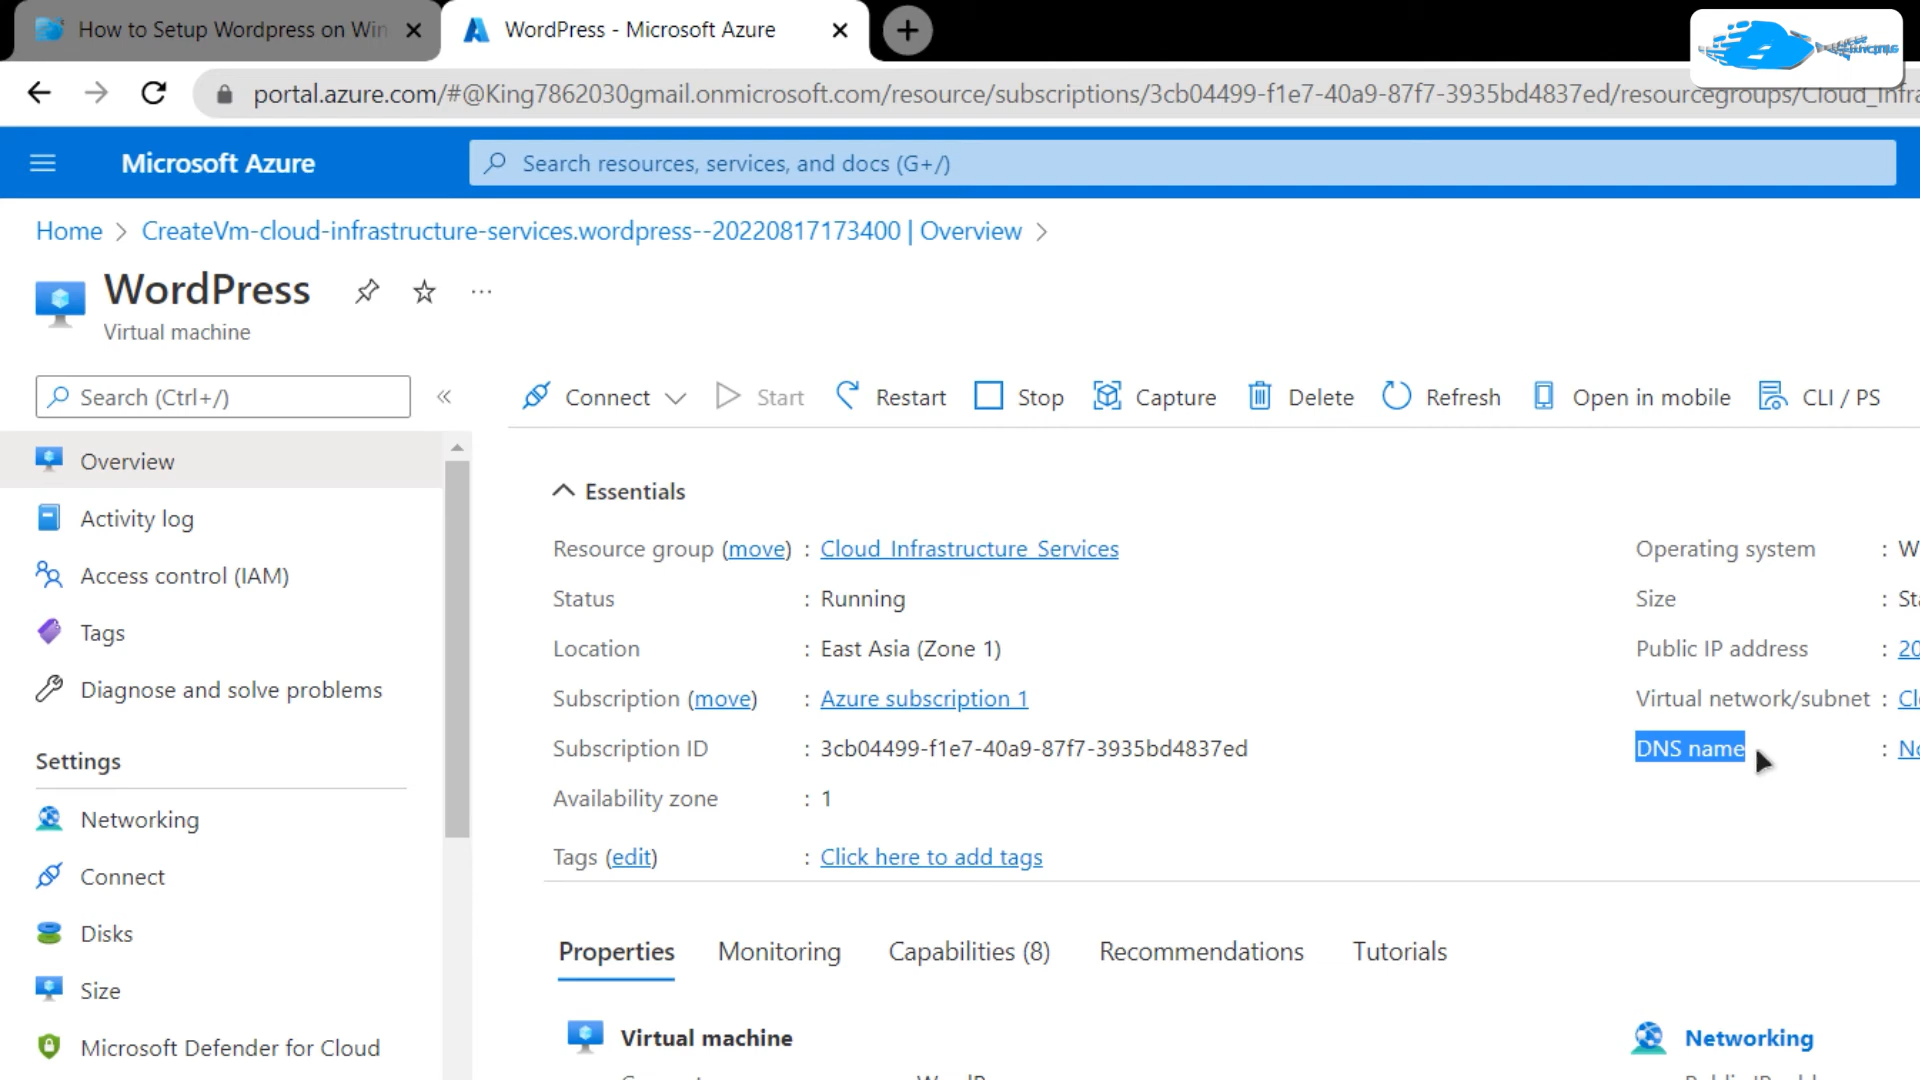 How to Setup Wordpress on Win
WordPress - Microsoft Azure
portal.azure.com/#@King7862030gmail.onmicrosoft.com/resource/subscriptions/3cb04499-f1e7-40a9-87f7-3935bd4837ed/resourcegroups/Cloud_Infra
Microsoft Azure
Search resources, services, and docs (G+/)
Home > CreateVm-cloud-infrastructure-services.wordpress--20220817173400 | Overview >
WordPress
Virtual machine
Search (Ctrl+/)
Connect Start Restart Stop Capture Delete Refresh Open in mobile CLI / PS
Overview
Activity log
Access control (IAM)
Tags
Diagnose and solve problems
Settings
Networking
Connect
Disks
Size
Microsoft Defender for Cloud
Essentials
Resource group (move) : Cloud_Infrastructure_Services
Status : Running
Location : East Asia (Zone 1)
Subscription (move) : Azure subscription 1
Subscription ID : 3cb04499-f1e7-40a9-87f7-3935bd4837ed
Availability zone : 1
Tags (edit) : Click here to add tags
Operating system : W
Size : Sta
Public IP address : 20
Virtual network/subnet : Cl
DNS name : No
Properties Monitoring Capabilities (8) Recommendations Tutorials
Virtual machine
Networking